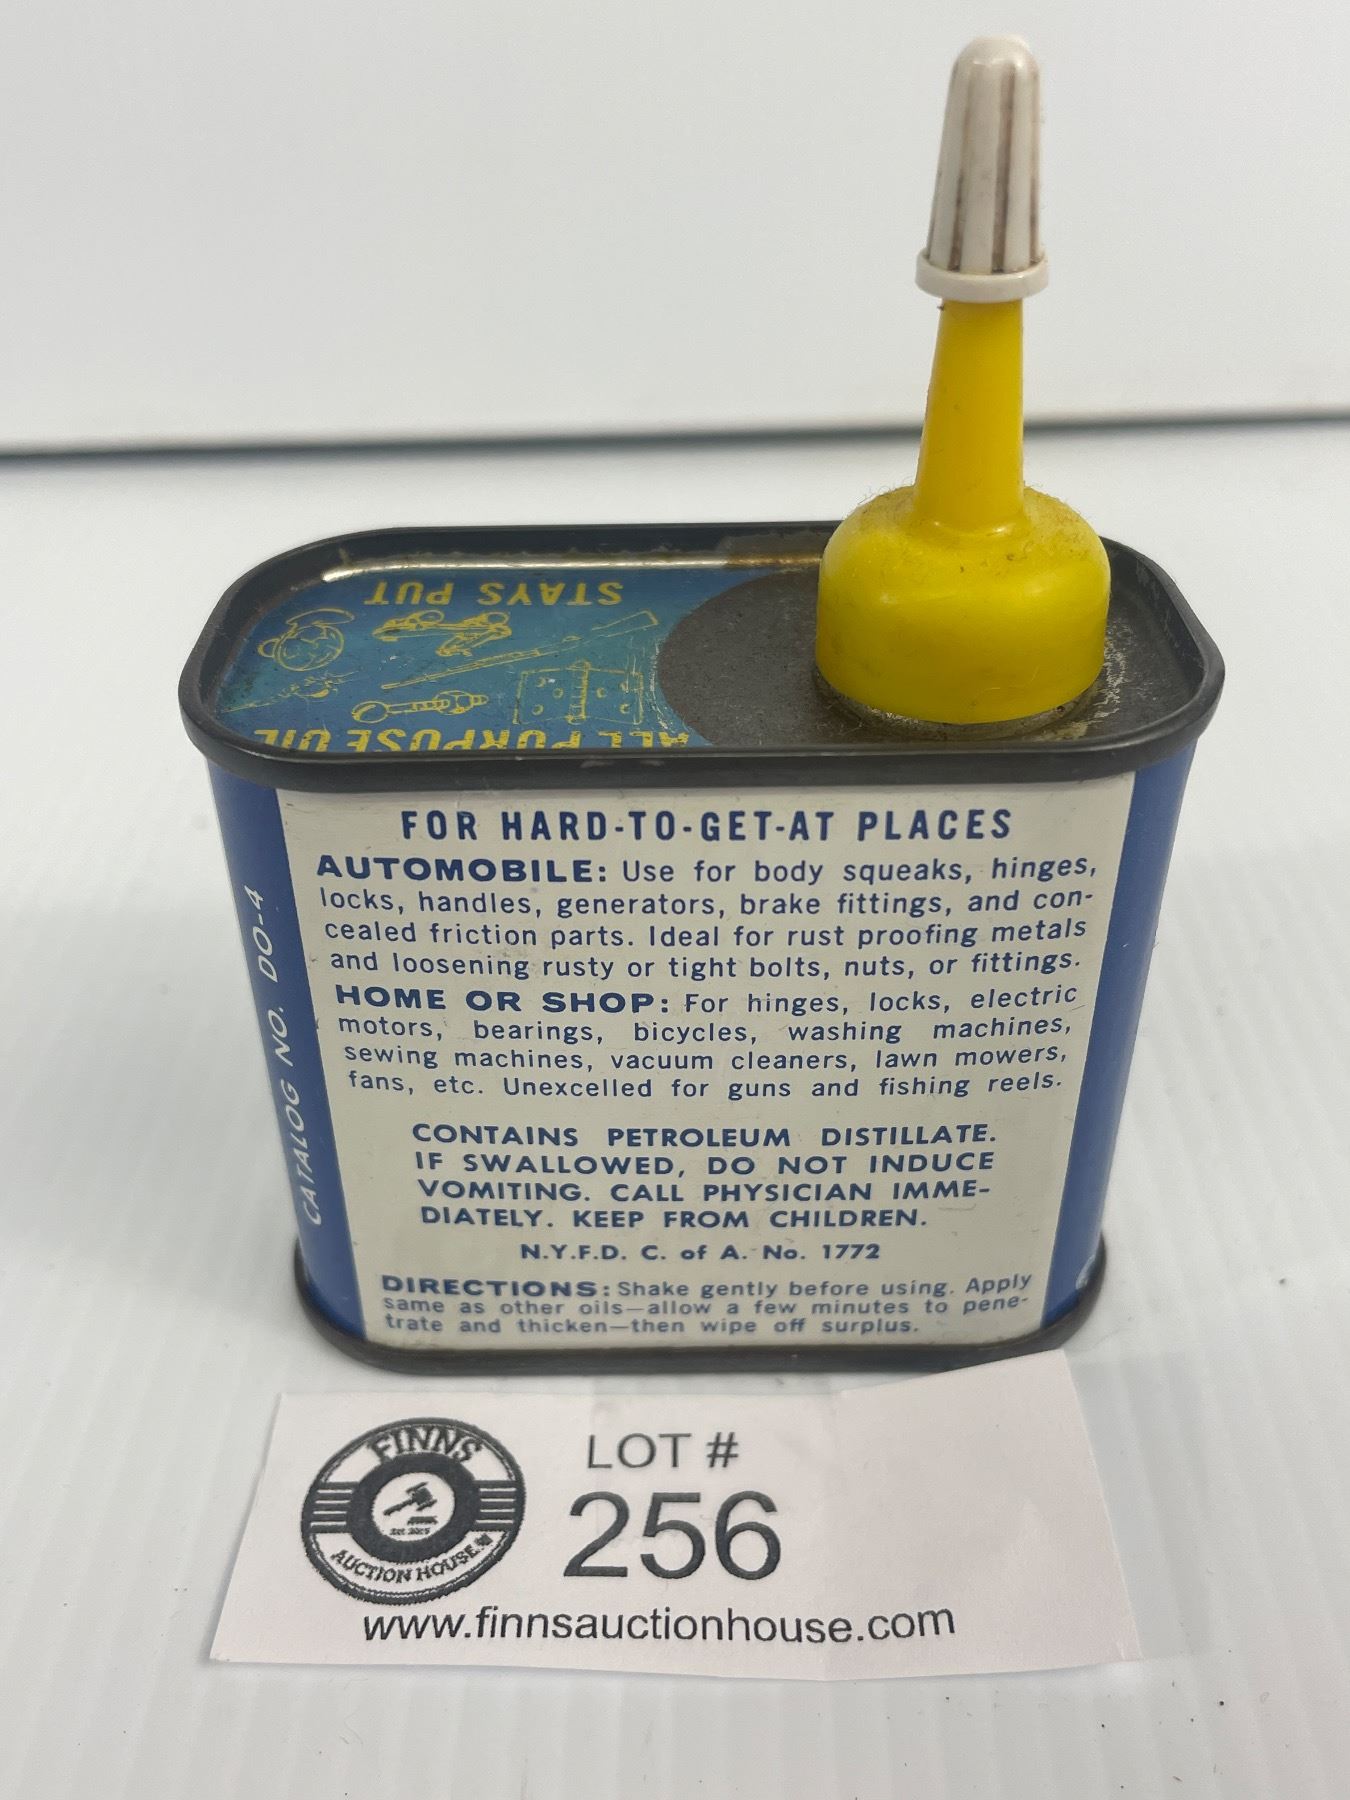 STAYS PUT
ALL PURPOSE OIL
FOR HARD-TO-GET-AT PLACES
AUTOMOBILE: Use for body squeaks, hinges,
locks, handles, generators, brake fittings, and con-
cealed friction parts. Ideal for rust proofing metals
and loosening rusty or tight bolts, nuts, or fittings.
HOME OR SHOP: For hinges, locks, electric
motors, bearings, bicycles, washing machines,
sewing machines, vacuum cleaners, lawn mowers,
fans, etc. Unexcelled for guns and fishing reels.
CONTAINS PETROLEUM DISTILLATE.
IF SWALLOWED, DO NOT INDUCE
VOMITING. CALL PHYSICIAN IMME-
DIATELY. KEEP FROM CHILDREN.
N.Y.F.D. C. of A. No. 1772
DIRECTIONS: Shake gently before using. Apply
same as other oils—allow a few minutes to pene-
trate and thicken—then wipe off surplus.
CATALOG NO. DO-4
FINNS
AUCTION HOUSE
LOT #
256
www.finnsauctionhouse.com